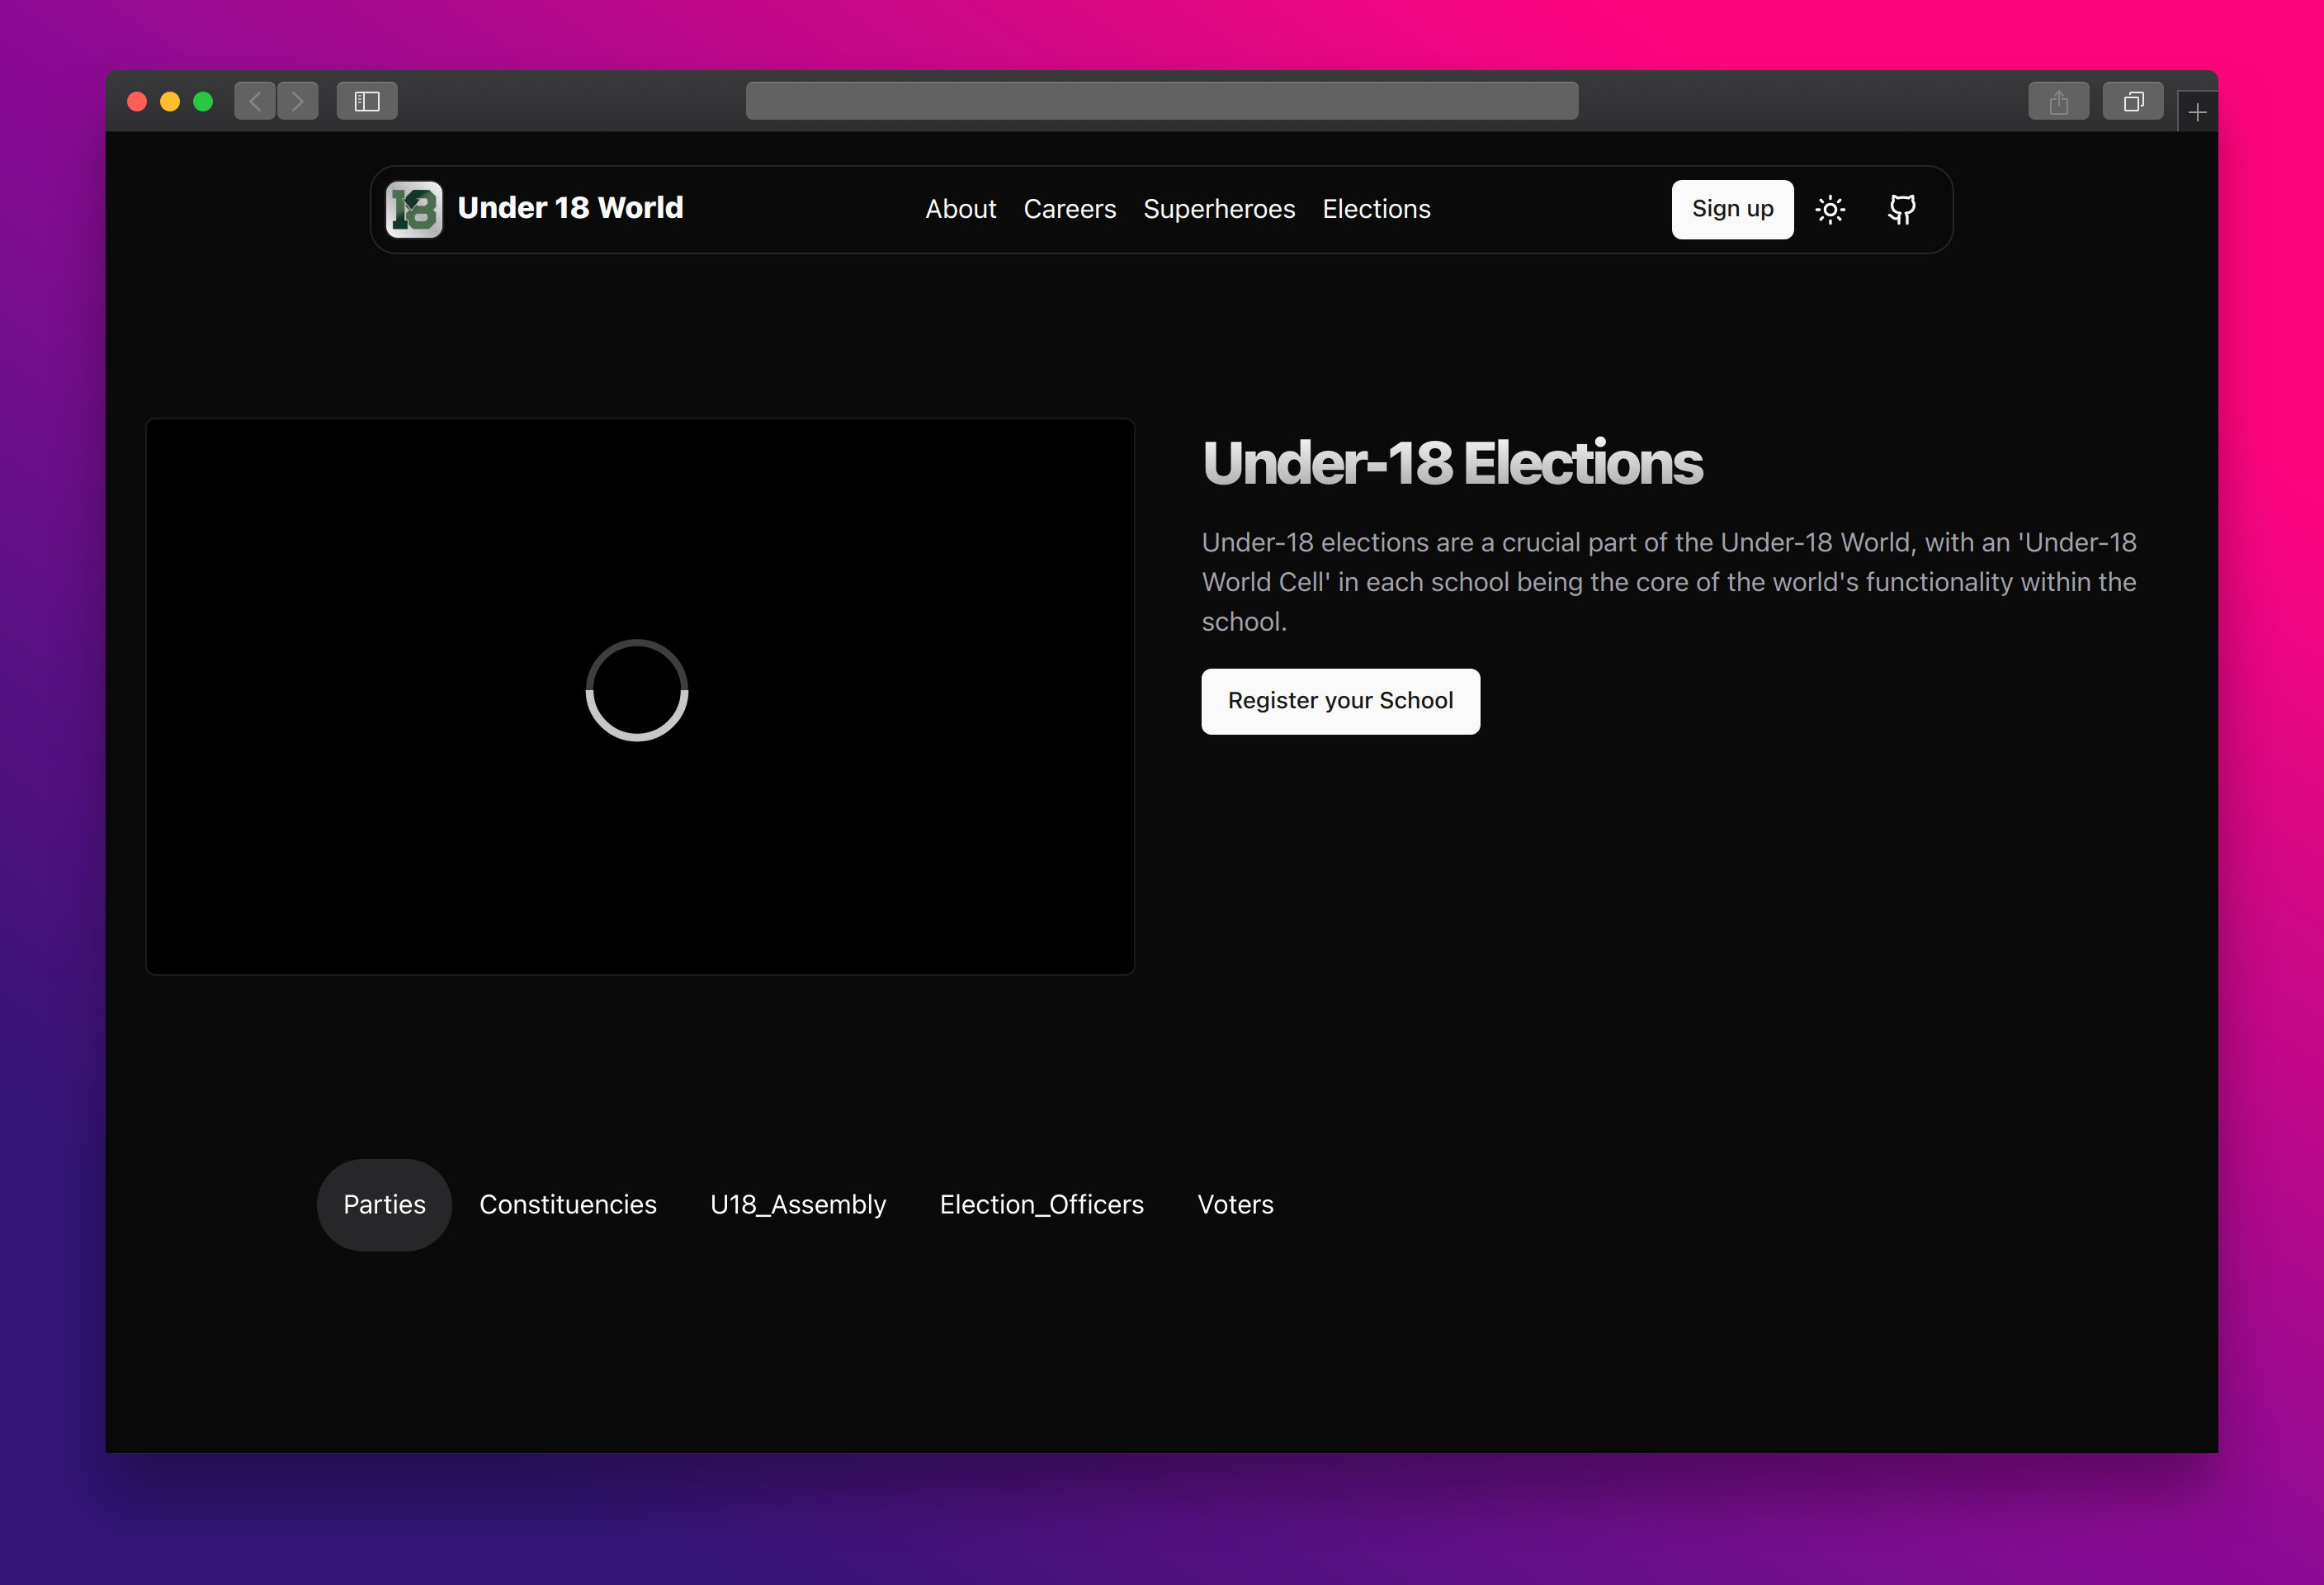 18
Under 18 World
About
Careers
Superheroes
Elections
Sign up
Under-18 Elections
Under-18 elections are a crucial part of the Under-18 World, with an 'Under-18
World Cell' in each school being the core of the world's functionality within the
school.
Register your School
Parties
Constituencies
U18_Assembly
Election_Officers
Voters